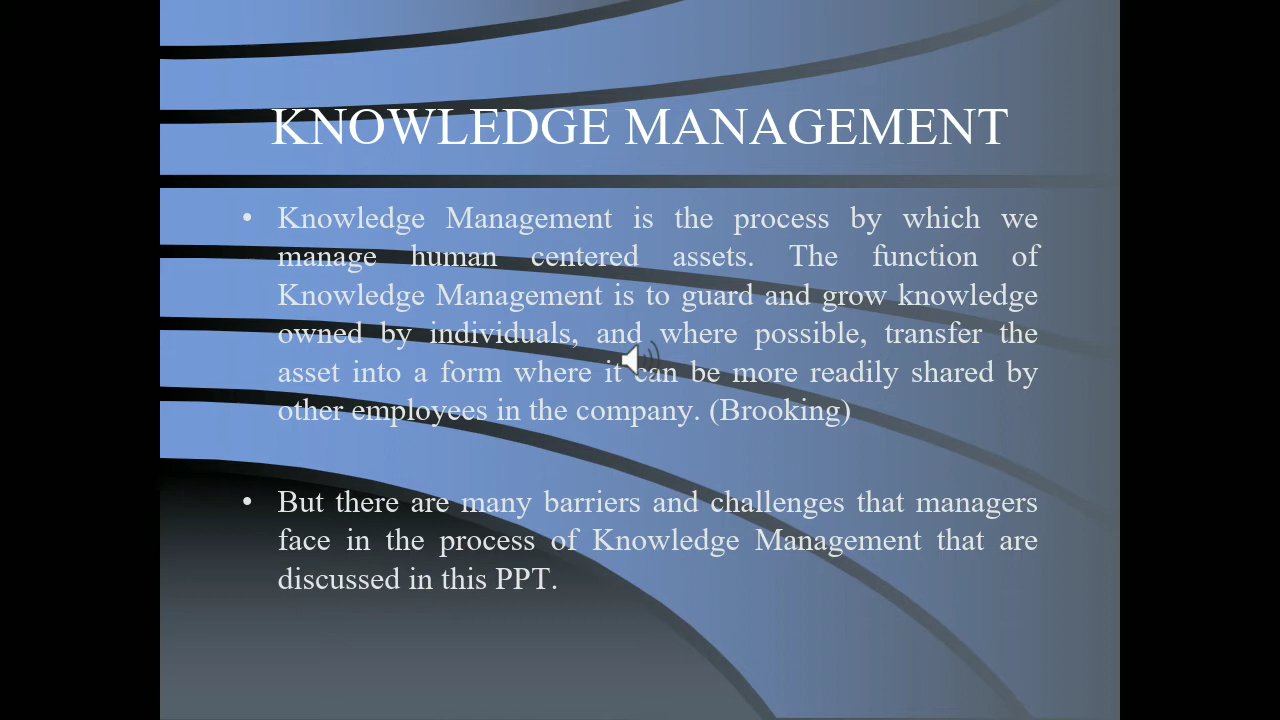 KNOWLEDGE MANAGEMENT
• Knowledge Management is the process by which we
manage human centered assets. The function of
Knowledge Management is to guard and grow knowledge
owned by individuals, and where possible, transfer the
asset into a form where it can be more readily shared by
other employees in the company. (Brooking)
• But there are many barriers and challenges that managers
face in the process of Knowledge Management that are
discussed in this PPT.